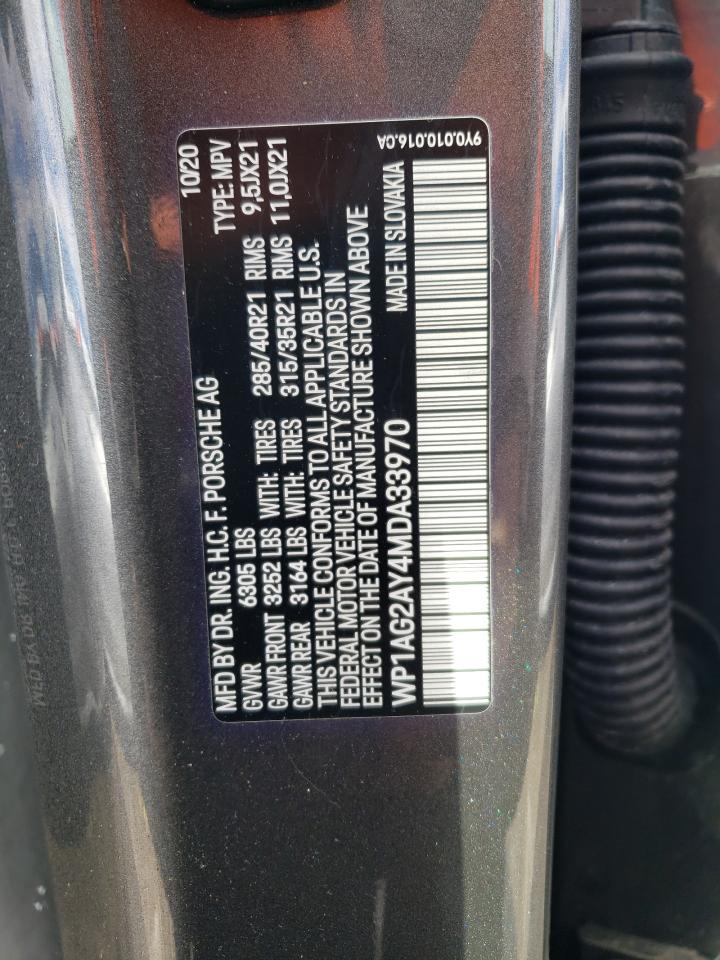 MFD BY DR. ING. H.C. F. PORSCHE AG 10/20
GVWR 6305 LBS TYPE: MPV
GAWR FRONT 3252 LBS WITH: TIRES 285/40R21 RIMS 9,5JX21
GAWR REAR 3164 LBS WITH: TIRES 315/35R21 RIMS 11,0JX21
THIS VEHICLE CONFORMS TO ALL APPLICABLE U.S.
FEDERAL MOTOR VEHICLE SAFETY STANDARDS IN
EFFECT ON THE DATE OF MANUFACTURE SHOWN ABOVE
WP1AG2AY4MDA33970 MADE IN SLOVAKIA
9Y0.010.016.CA